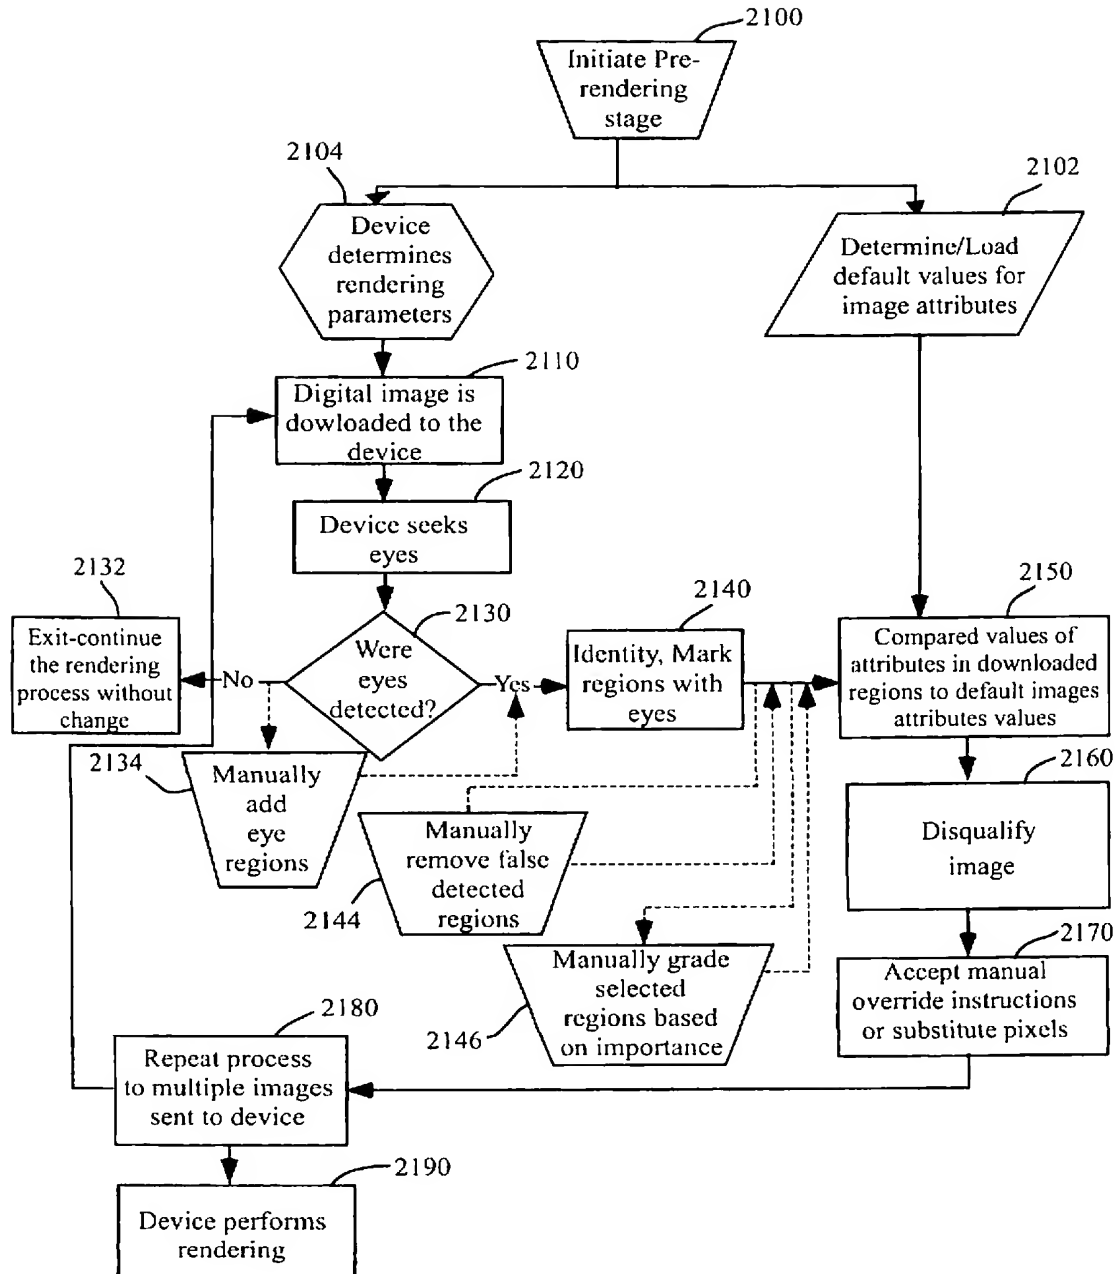 2100
Initiate Pre-
rendering
stage
2104
Device
determines
rendering
parameters
2102
Determine/Load
default values for
image attributes
2110
Digital image is
dowloaded to the
device
2120
Device seeks
eyes
2132
Exit-continue
the rendering
process without
change
2130
Were
eyes
detected?
No
Yes
2140
Identity, Mark
regions with
eyes
2150
Compared values of
attributes in downloaded
regions to default images
attributes values
2134
Manually
add
eye
regions
2144
Manually
remove false
detected
regions
2160
Disqualify
image
2146
Manually grade
selected
regions based
on importance
2170
Accept manual
override instructions
or substitute pixels
2180
Repeat process
to multiple images
sent to device
2190
Device performs
rendering